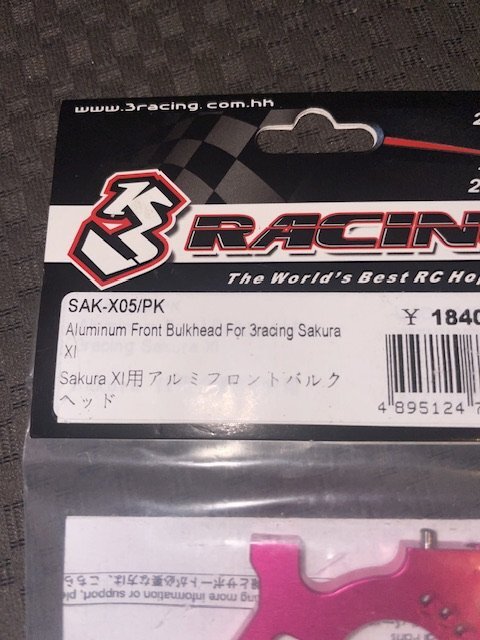 www.3racing.com.hk
3
RACIN
The World's Best RC Hop
SAK-X05/PK
¥ 1840
Aluminum Front Bulkhead For 3racing Sakura
XI
Sakura XI用アルミフロントバルク
ヘッド
4 895124 7